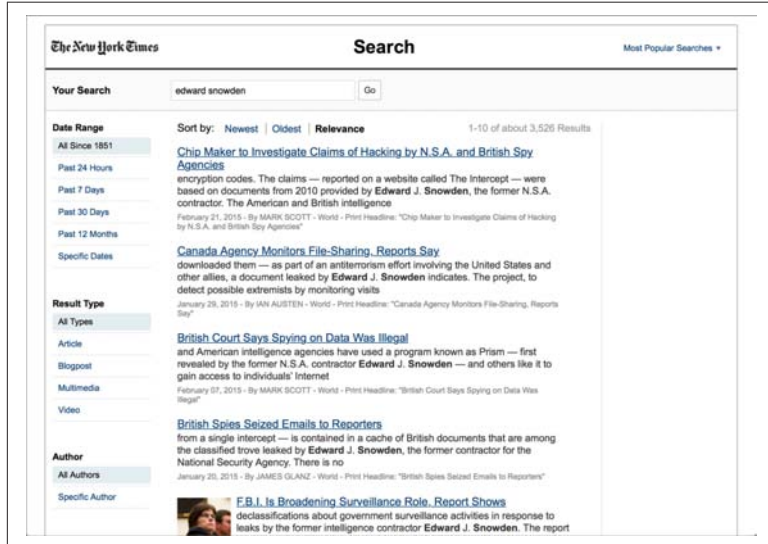 The New York Times
Search
Most Popular Searches
Your Search
edward snowden
Go
Date Range
All Since 1851
Past 24 Hours
Past 7 Days
Past 30 Days
Past 12 Months
Specific Dates
Result Type
All Types
Article
Blogpost
Multimedia
Video
Author
All Authors
Specific Author
Sort by: Newest | Oldest | Relevance
1-10 of about 3,526 Results
Chip Maker to Investigate Claims of Hacking by N.S.A. and British Spy
Agencies
encryption codes. The claims — reported on a website called The Intercept — were
based on documents from 2010 provided by Edward J. Snowden, the former N.S.A.
contractor. The American and British intelligence
February 21, 2015 - By MARK SCOTT - World - Print Headline: "Chip Maker to Investigate Claims of Hacking
by N.S.A. and British Spy Agencies"
Canada Agency Monitors File-Sharing, Reports Say
downloaded them — as part of an antiterrorism effort involving the United States and
other allies, a document leaked by Edward J. Snowden indicates. The project, to
detect possible extremists by monitoring visits
January 29, 2015 - By IAN AUSTEN - World - Print Headline: "Canada Agency Monitors File-Sharing, Reports
Say"
British Court Says Spying on Data Was Illegal
and American intelligence agencies have used a program known as Prism — first
revealed by the former N.S.A. contractor Edward J. Snowden — and others like it to
gain access to individuals' Internet
February 07, 2015 - By MARK SCOTT - World - Print Headline: "British Court Says Spying on Data Was
Illegal"
British Spies Seized Emails to Reporters
from a single intercept — is contained in a cache of British documents that are among
the classified trove leaked by Edward J. Snowden, the former contractor for the
National Security Agency. There is no
January 20, 2015 - By JAMES GLANZ - World - Print Headline: "British Spies Seized Emails to Reporters"
F.B.I. Is Broadening Surveillance Role, Report Shows
declassifications about government surveillance activities in response to
leaks by the former intelligence contractor Edward J. Snowden. The report